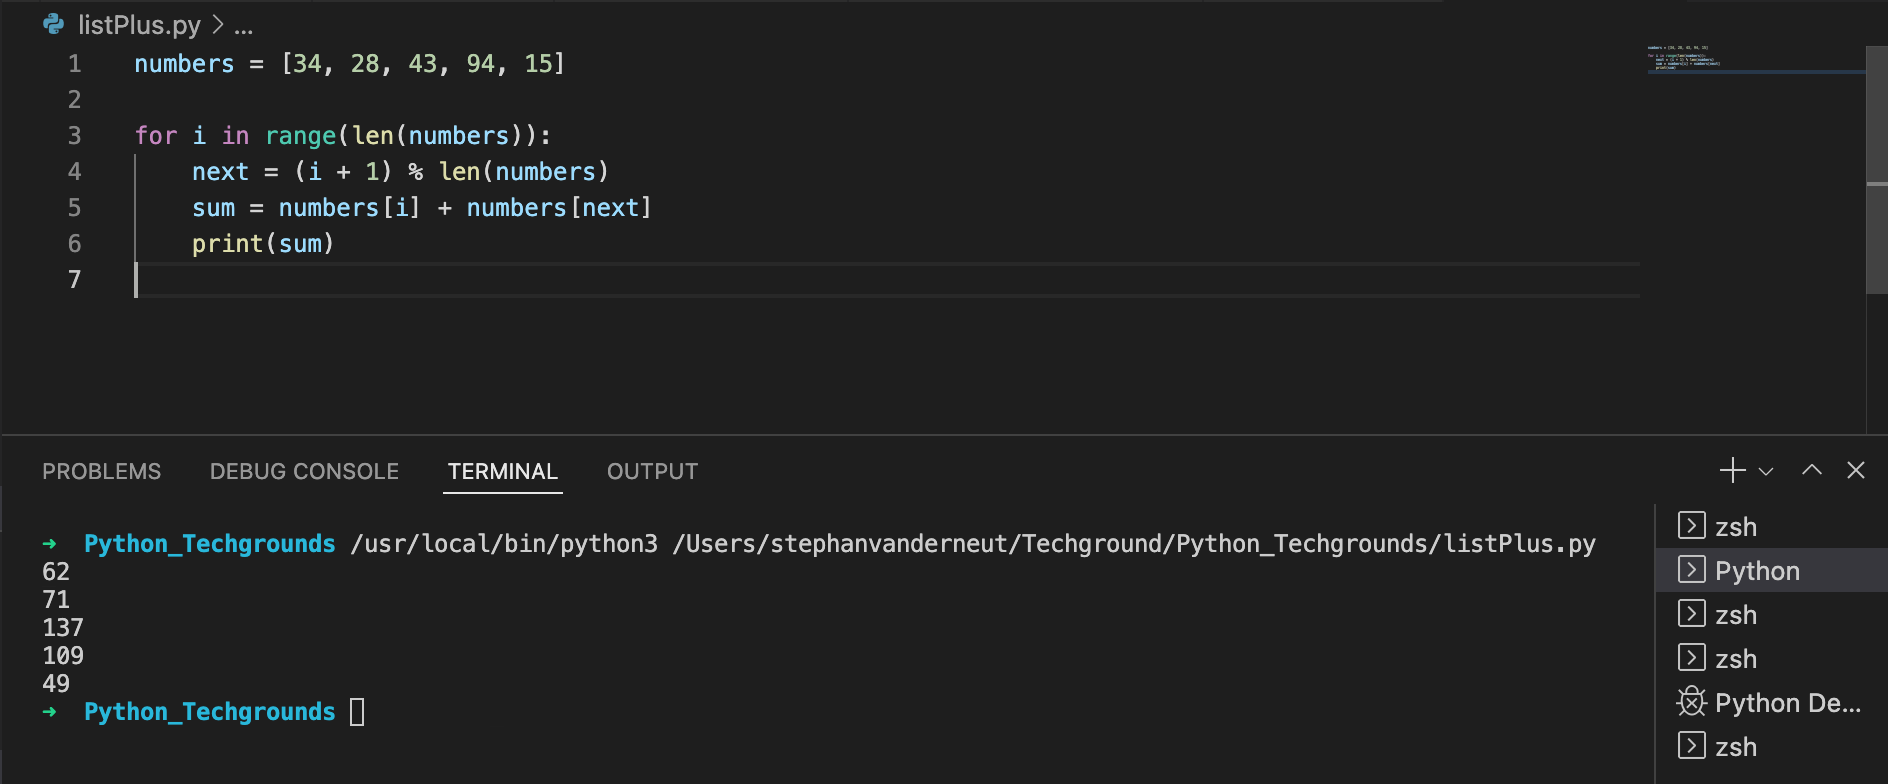 listPlus.py > ...
1 numbers = [34, 28, 43, 94, 15]
2
3 for i in range(len(numbers)):
4     next = (i + 1) % len(numbers)
5     sum = numbers[i] + numbers[next]
6     print(sum)
7
PROBLEMS DEBUG CONSOLE TERMINAL OUTPUT
➜ Python_Techgrounds /usr/local/bin/python3 /Users/stephanvanderneut/Techground/Python_Techgrounds/listPlus.py
62
71
137
109
49
➜ Python_Techgrounds
zsh
Python
zsh
zsh
Python De...
zsh